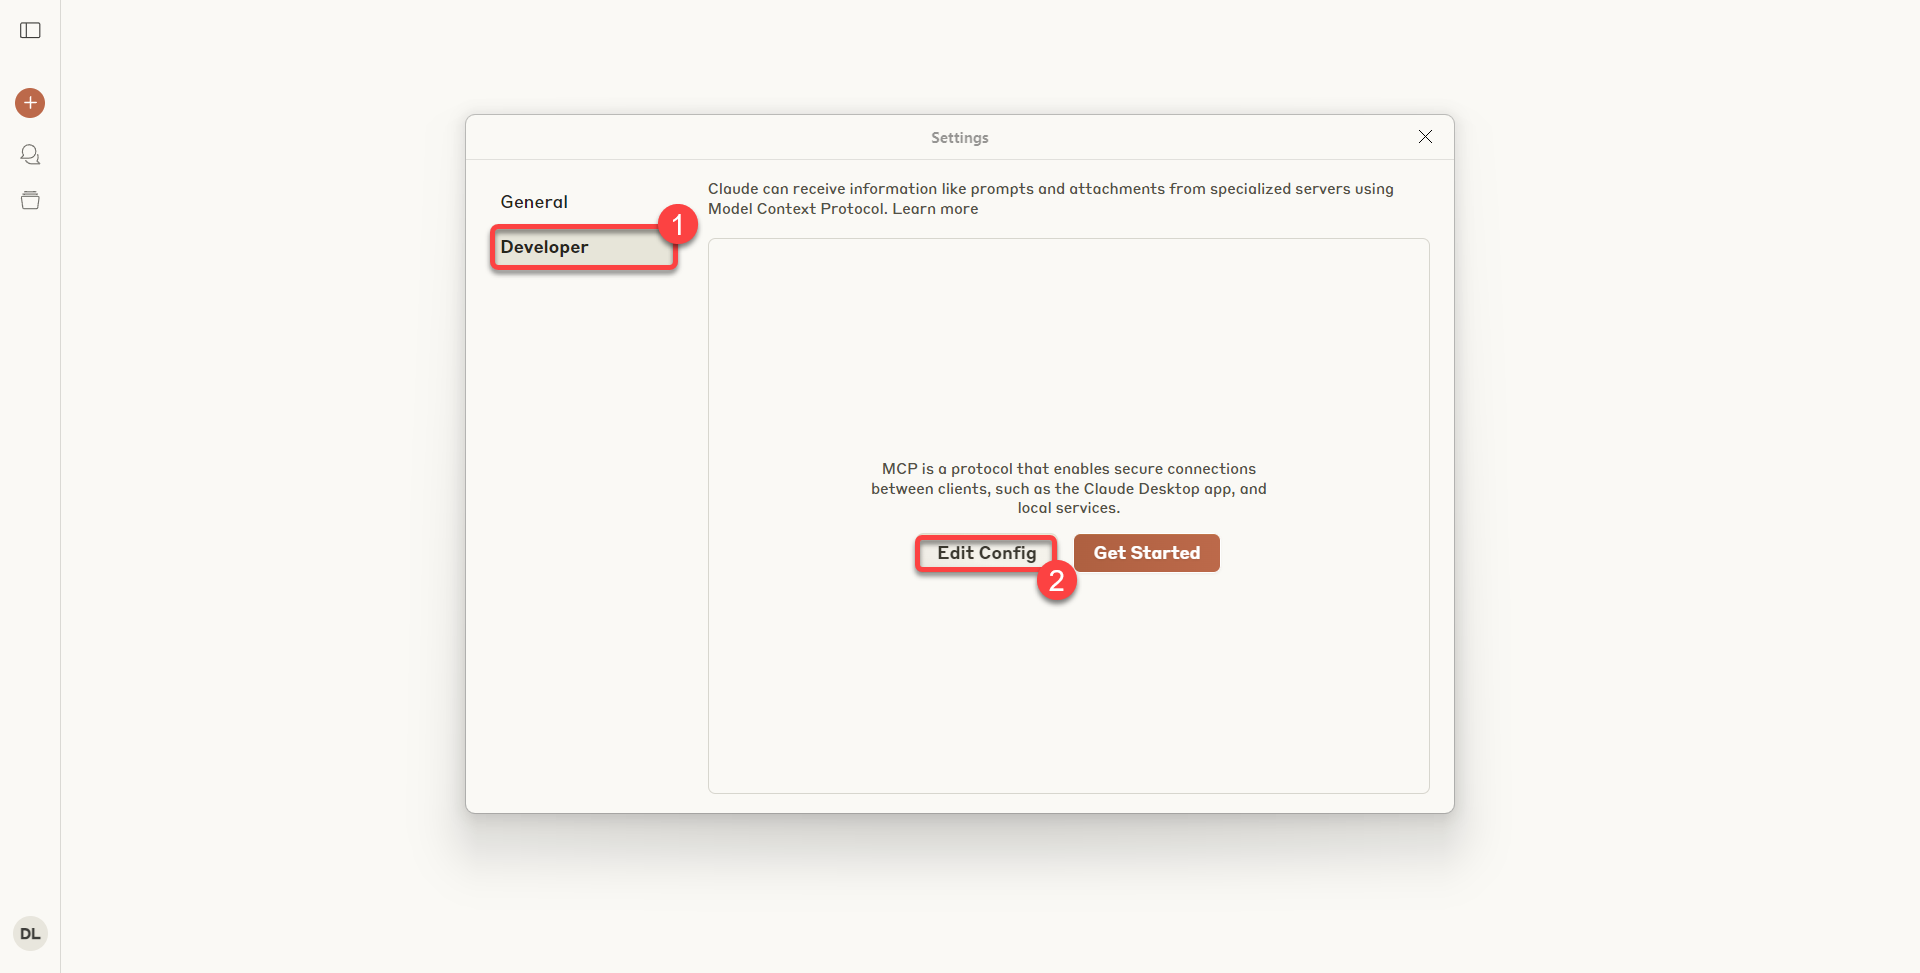 Settings
General
1
Developer
Claude can receive information like prompts and attachments from specialized servers using
Model Context Protocol. Learn more
MCP is a protocol that enables secure connections
between clients, such as the Claude Desktop app, and
local services.
Edit Config
Get Started
2
DL